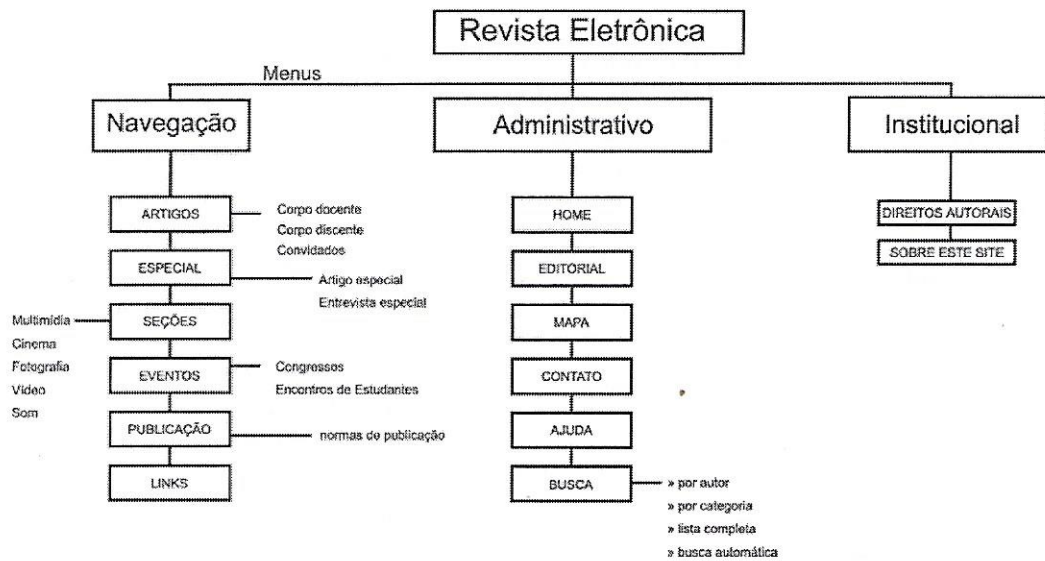 Revista Eletrônica
Menus
Navegação
Administrativo
Institucional
ARTIGOS
Corpo docente
Corpo discente
Convidados
ESPECIAL
Artigo especial
Entrevista especial
SEÇÕES
Multimídia
Cinema
Fotografia
Vídeo
Som
EVENTOS
Congressos
Encontros de Estudantes
PUBLICAÇÃO
normas de publicação
LINKS
HOME
EDITORIAL
MAPA
CONTATO
AJUDA
BUSCA
» por autor
» por categoria
» lista completa
» busca automática
DIREITOS AUTORAIS
SOBRE ESTE SITE